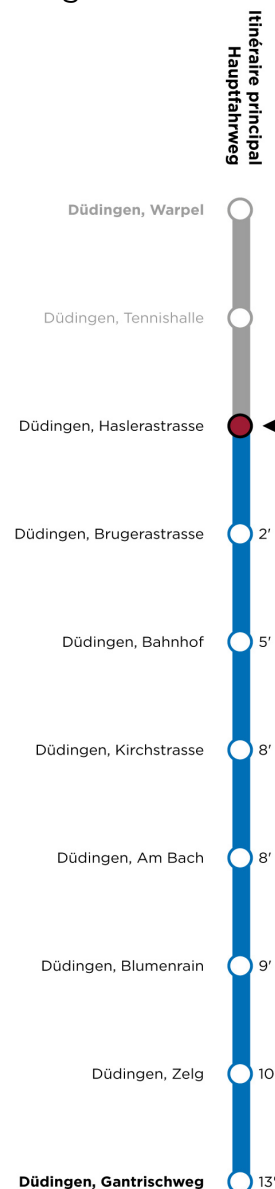 Itinéraire principal
Hauptfahrweg
Düdingen, Warpel
Düdingen, Tennishalle
Düdingen, Haslerastrasse
Düdingen, Brugerastrasse 2'
Düdingen, Bahnhof 5'
Düdingen, Kirchstrasse 8'
Düdingen, Am Bach 8'
Düdingen, Blumenrain 9'
Düdingen, Zelg 10
Düdingen, Gantrischweg 13'